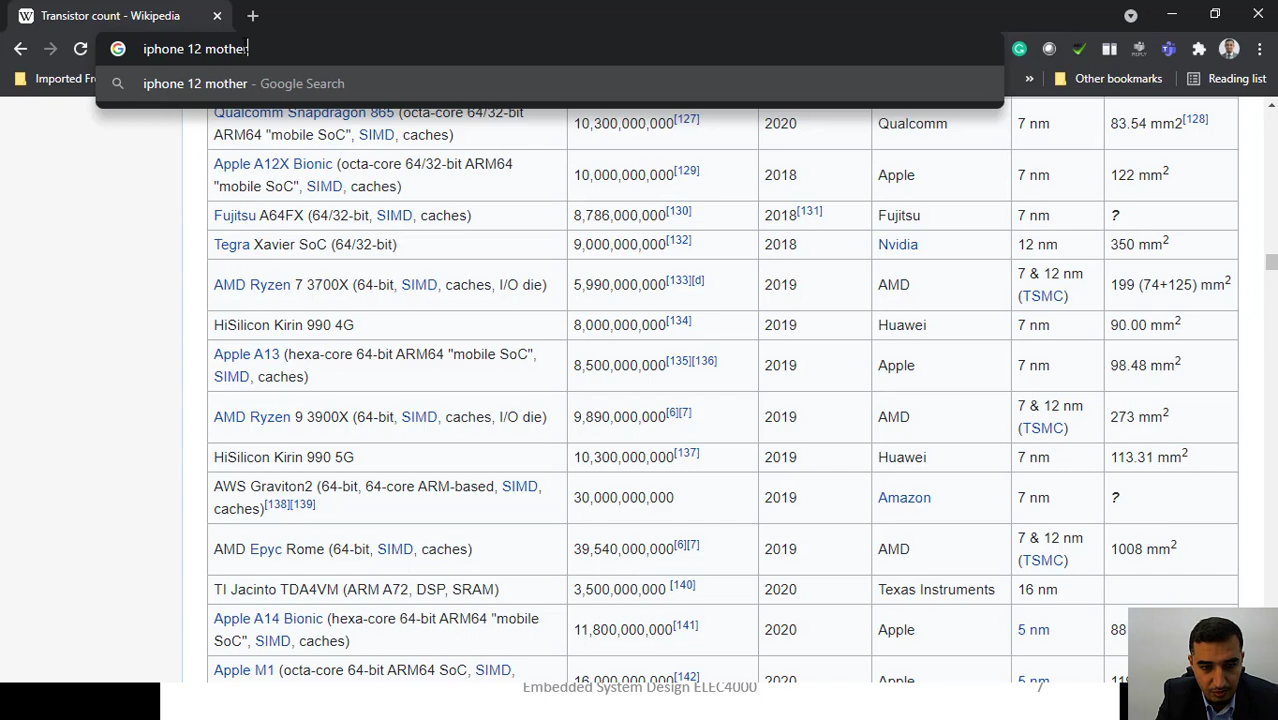 Transistor count - Wikipedia
iphone 12 mother
iphone 12 mother - Google Search
Imported Fr
»
Other bookmarks
Reading list
Qualcomm Snapdragon 865 (octa-core 64/32-bit
ARM64 "mobile SoC", SIMD, caches)
10,300,000,000[127]
2020
Qualcomm
7 nm
83.54 mm2[128]
Apple A12X Bionic (octa-core 64/32-bit ARM64
"mobile SoC", SIMD, caches)
10,000,000,000[129]
2018
Apple
7 nm
122 mm2
Fujitsu A64FX (64/32-bit, SIMD, caches)
8,786,000,000[130]
2018[131]
Fujitsu
7 nm
?
Tegra Xavier SoC (64/32-bit)
9,000,000,000[132]
2018
Nvidia
12 nm
350 mm2
AMD Ryzen 7 3700X (64-bit, SIMD, caches, I/O die)
5,990,000,000[133][d]
2019
AMD
7 & 12 nm
(TSMC)
199 (74+125) mm2
HiSilicon Kirin 990 4G
8,000,000,000[134]
2019
Huawei
7 nm
90.00 mm2
Apple A13 (hexa-core 64-bit ARM64 "mobile SoC",
SIMD, caches)
8,500,000,000[135][136]
2019
Apple
7 nm
98.48 mm2
AMD Ryzen 9 3900X (64-bit, SIMD, caches, I/O die)
9,890,000,000[6][7]
2019
AMD
7 & 12 nm
(TSMC)
273 mm2
HiSilicon Kirin 990 5G
10,300,000,000[137]
2019
Huawei
7 nm
113.31 mm2
AWS Graviton2 (64-bit, 64-core ARM-based, SIMD,
caches)[138][139]
30,000,000,000
2019
Amazon
7 nm
?
AMD Epyc Rome (64-bit, SIMD, caches)
39,540,000,000[6][7]
2019
AMD
7 & 12 nm
(TSMC)
1008 mm2
TI Jacinto TDA4VM (ARM A72, DSP, SRAM)
3,500,000,000 [140]
2020
Texas Instruments
16 nm
Apple A14 Bionic (hexa-core 64-bit ARM64 "mobile
SoC", SIMD, caches)
11,800,000,000[141]
2020
Apple
5 nm
88
Apple M1 (octa-core 64-bit ARM64 SoC, SIMD,
16,000,000,000[142]
2020
Apple
5 nm
Embedded System Design ELEC4000
7